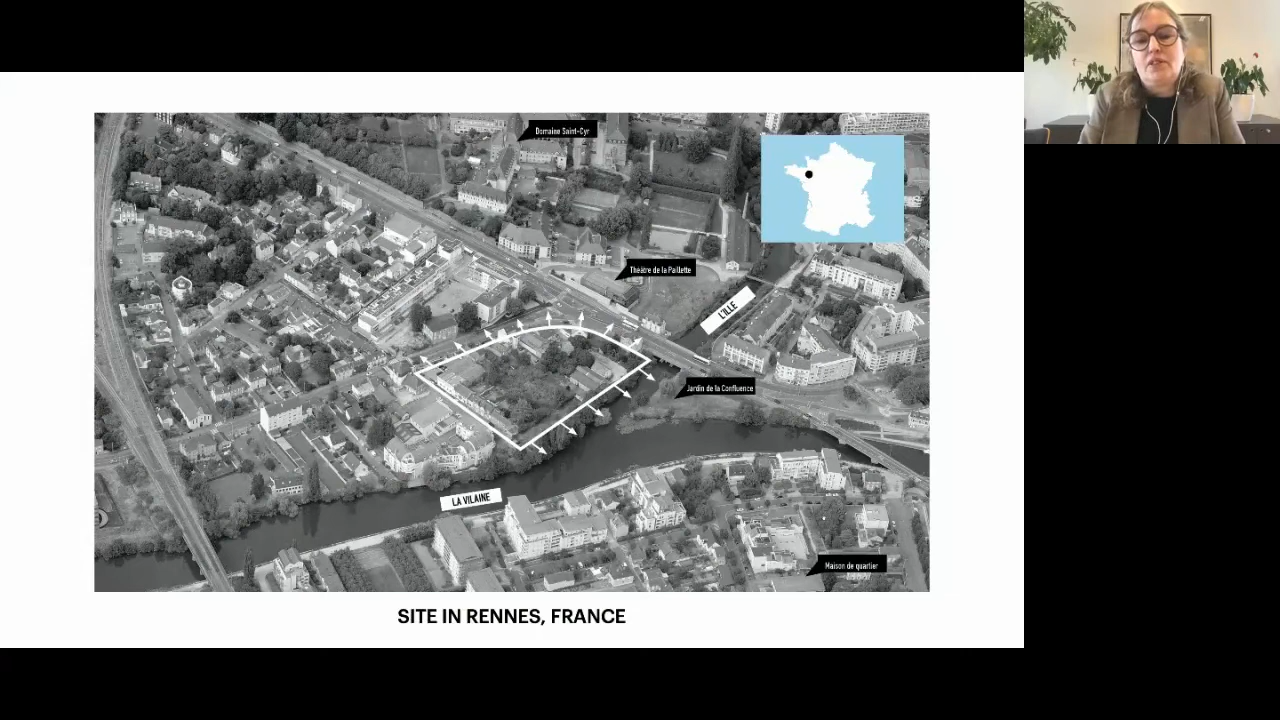 Domaine Saint-Cyr
Théâtre de la Paillette
L'ILLE
Jardin de la Confluence
LA VILAINE
Maison de quartier
SITE IN RENNES, FRANCE